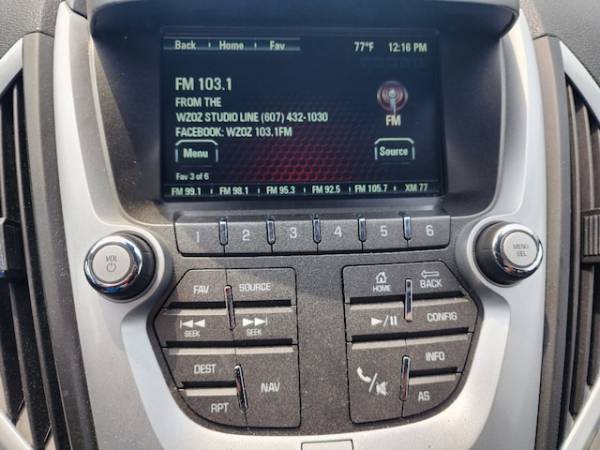 Back Home Fav 77°F 12:16 PM
FM 103.1
FROM THE
WZOZ STUDIO LINE (607) 432-1030
FACEBOOK: WZOZ 103.1FM
FM
Menu Source
Fav 3 of 6
FM 99.1 FM 98.1 FM 95.3 FM 92.5 FM 105.7 XM 77
1 2 3 4 5 6
VOL
MENU
SEL
FAV SOURCE
HOME BACK
SEEK SEEK
CONFIG
DEST NAV
INFO
RPT
AS